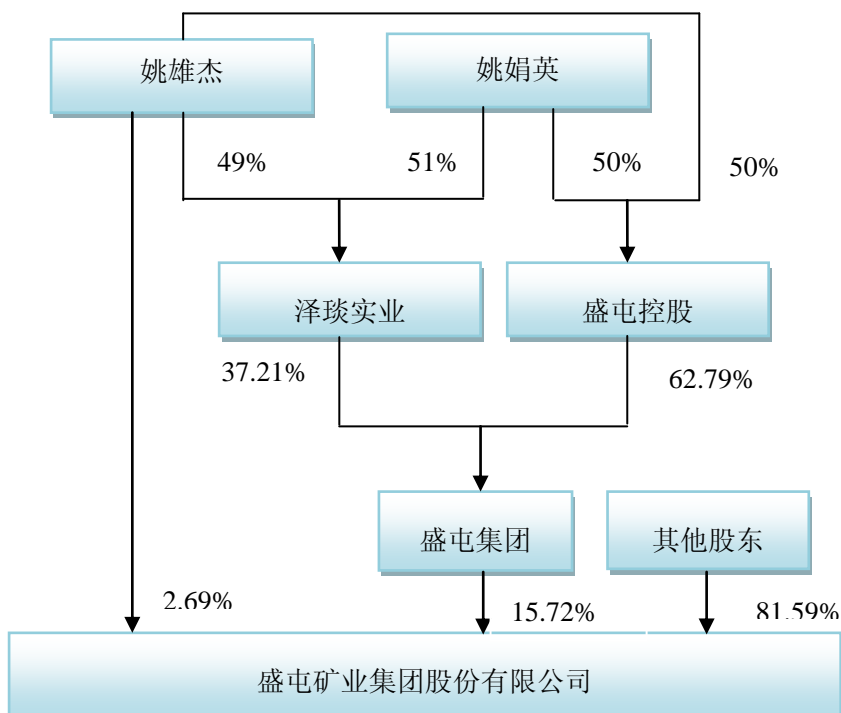 姚雄杰
姚娟英
49%
51%
50%
50%
泽琰实业
盛屯控股
37.21%
62.79%
盛屯集团
其他股东
2.69%
15.72%
81.59%
盛屯矿业集团股份有限公司